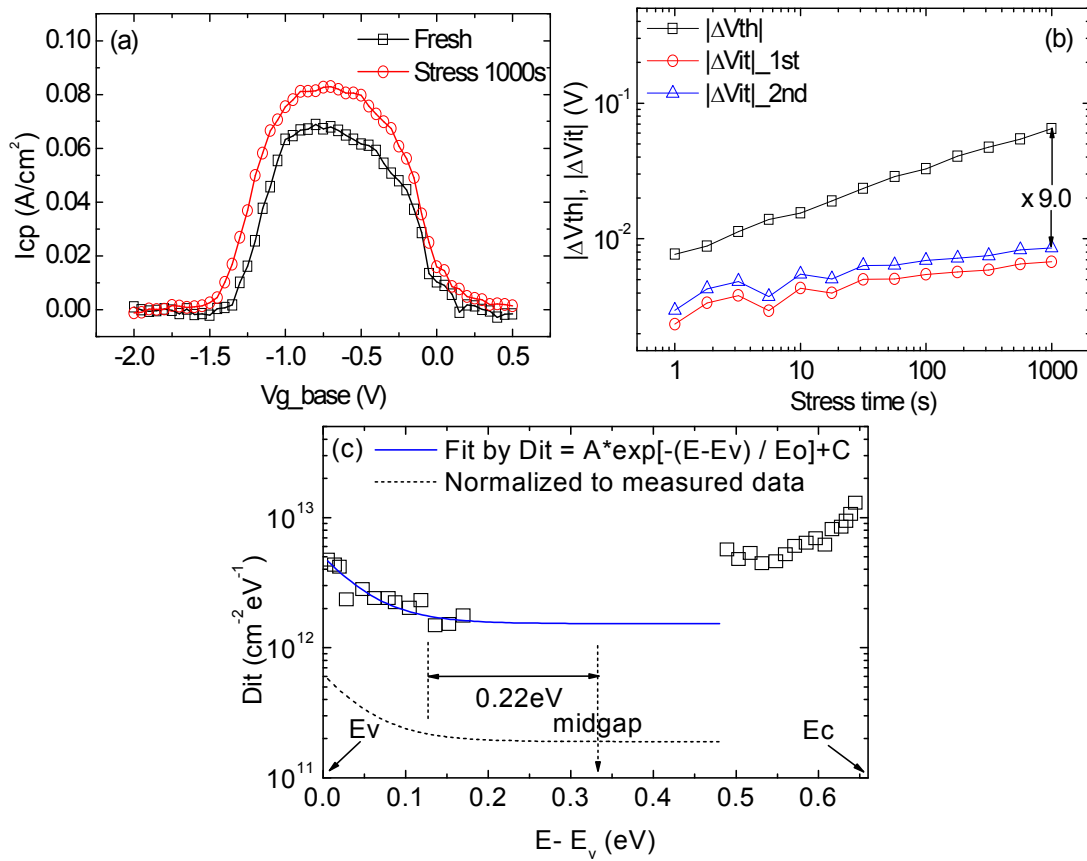 (a)
Fresh
Stress 1000s
0.10
0.08
0.06
0.04
0.02
0.00
Icp (A/cm²)
-2.0 -1.5 -1.0 -0.5 0.0 0.5
Vg_base (V)
(b)
|ΔVth|
|ΔVit|_1st
|ΔVit|_2nd
10⁻¹
10⁻²
|ΔVth|, |ΔVit| (V)
x 9.0
1 10 100 1000
Stress time (s)
(c)
Fit by Dit = A*exp[-(E-Ev) / Eo]+C
Normalized to measured data
10¹³
10¹²
10¹¹
Dit (cm⁻²eV⁻¹)
0.22eV
midgap
Ev
Ec
0.0 0.1 0.2 0.3 0.4 0.5 0.6
E- Eᵥ (eV)